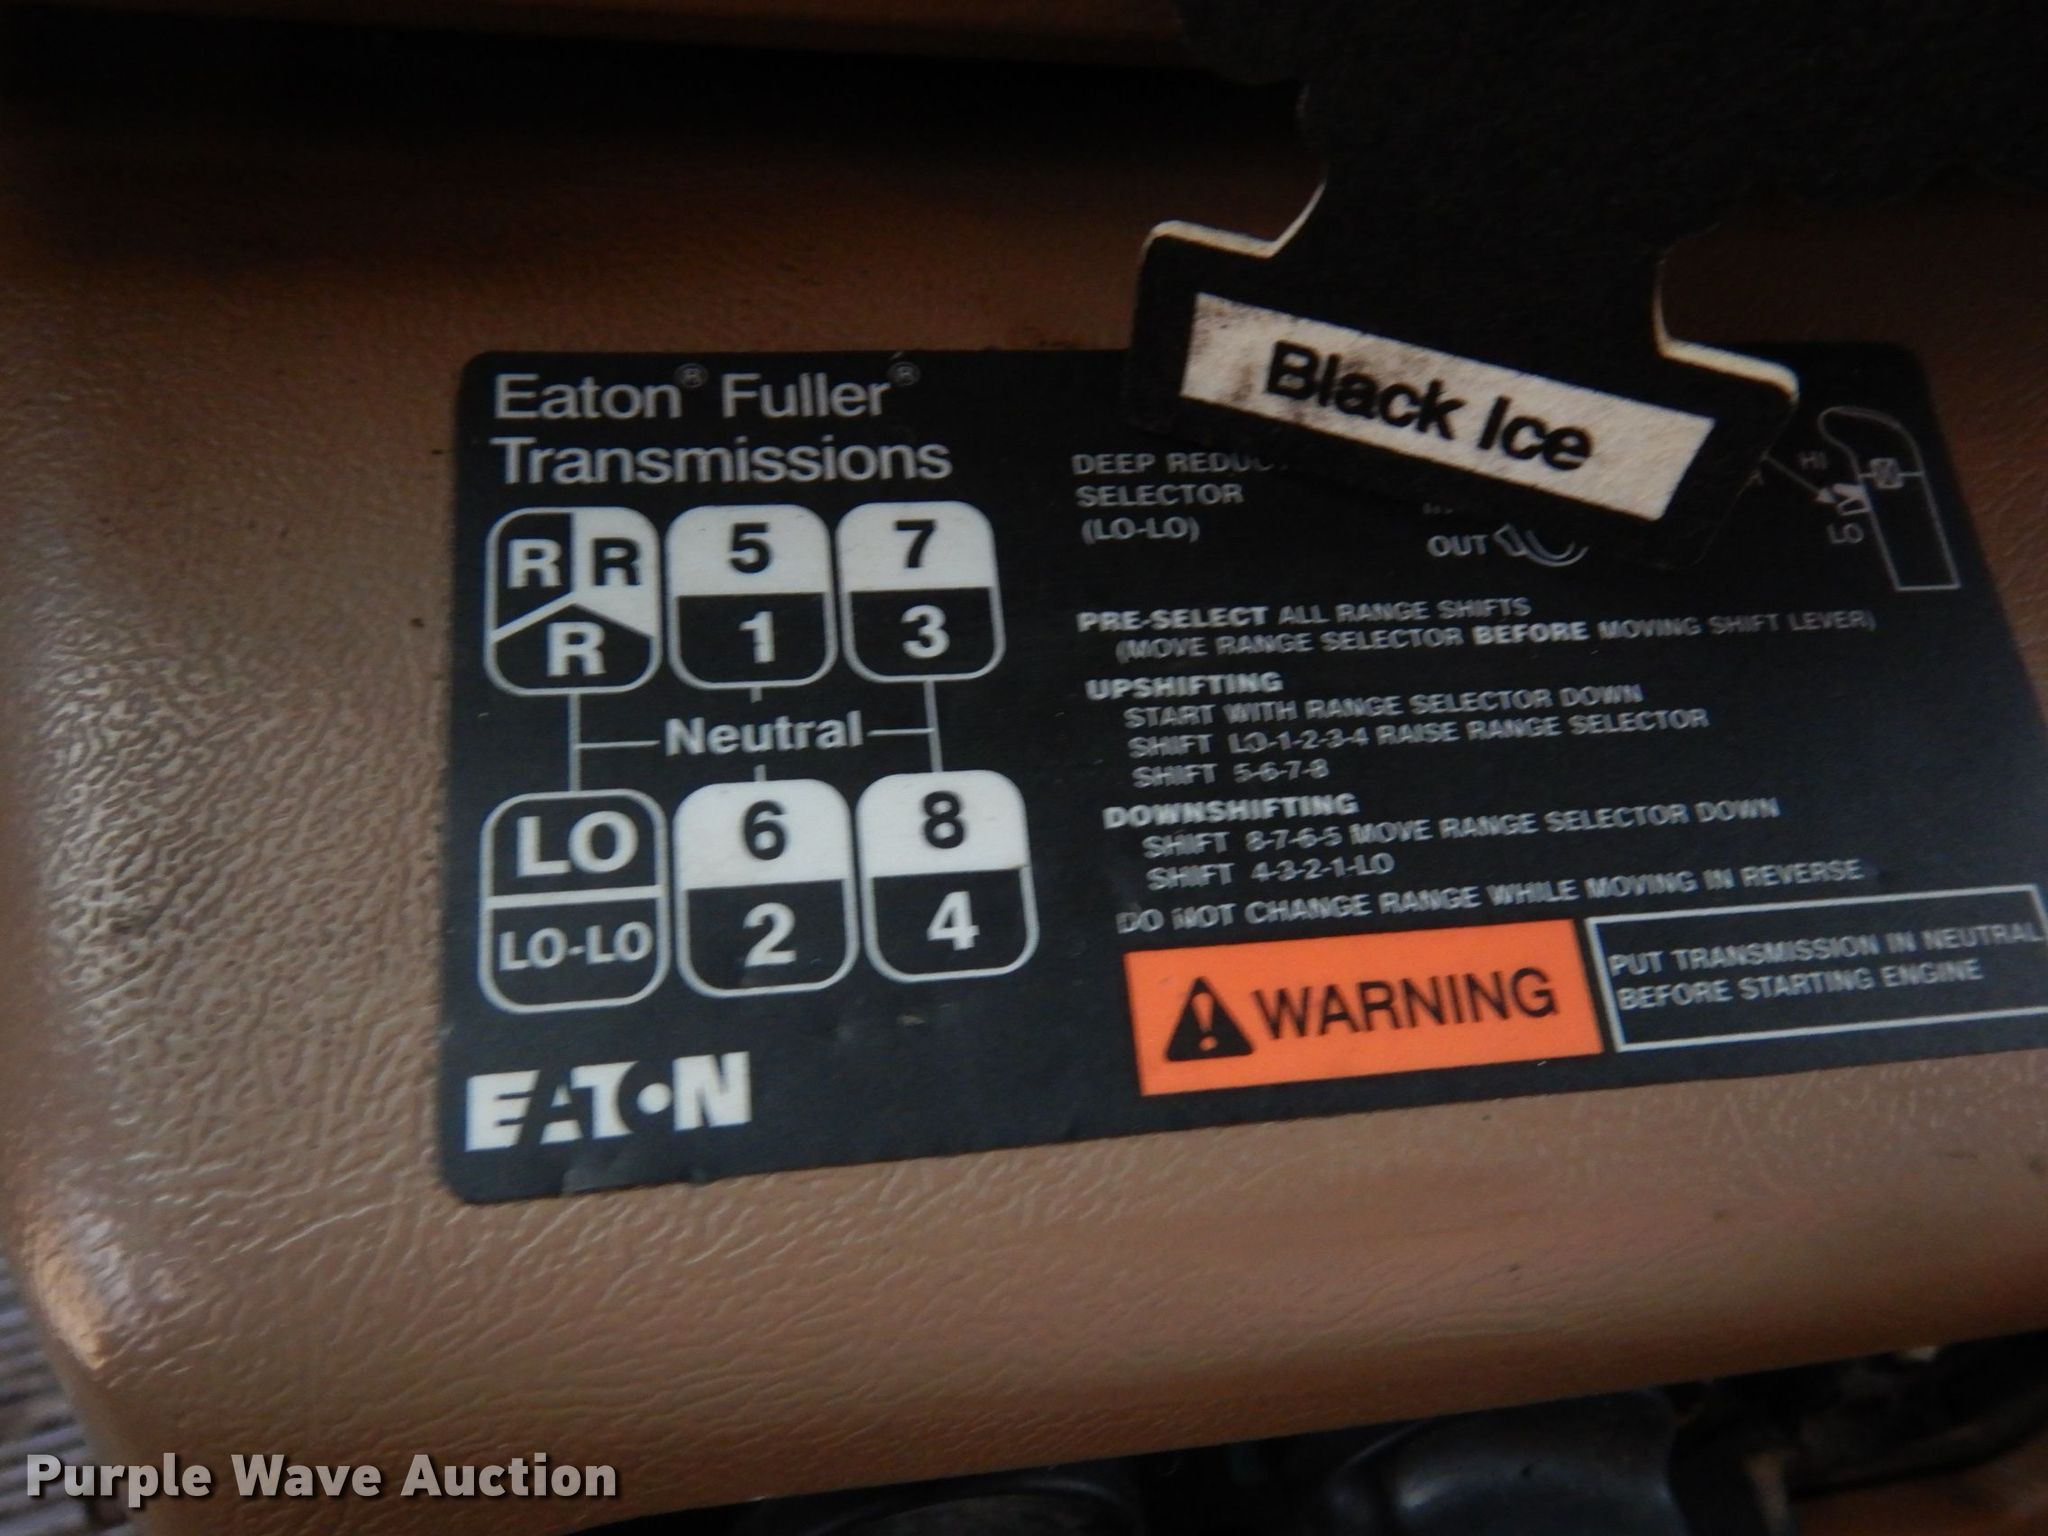 Eaton® Fuller®
Transmissions
R R 5 7
R 1 3
Neutral
LO 6 8
LO-LO 2 4
EATON
Black Ice
DEEP
SELECTOR
(LO-LO)
OUT
HI
LO
PRE-SELECT ALL RANGE SHIFTS
(MOVE RANGE SELECTOR BEFORE MOVING SHIFT LEVER)
UPSHIFTING
START WITH RANGE SELECTOR DOWN
SHIFT LO-1-2-3-4 RAISE RANGE SELECTOR
SHIFT 5-6-7-8
DOWNSHIFTING
SHIFT 8-7-6-5 MOVE RANGE SELECTOR DOWN
SHIFT 4-3-2-1-LO
DO NOT CHANGE RANGE WHILE MOVING IN REVERSE
WARNING
PUT TRANSMISSION IN NEUTRAL
BEFORE STARTING ENGINE
Purple Wave Auction